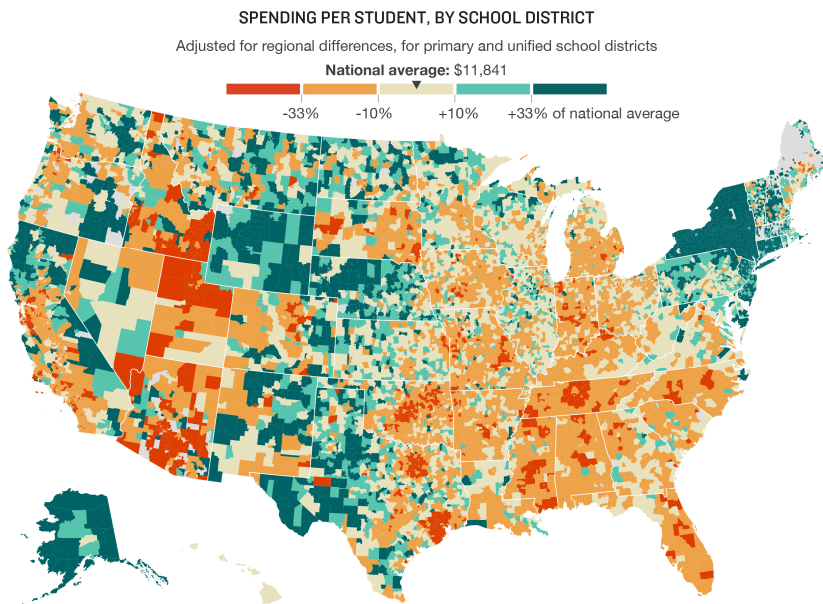 SPENDING PER STUDENT, BY SCHOOL DISTRICT
Adjusted for regional differences, for primary and unified school districts
National average: $11,841
-33% -10% +10% +33% of national average